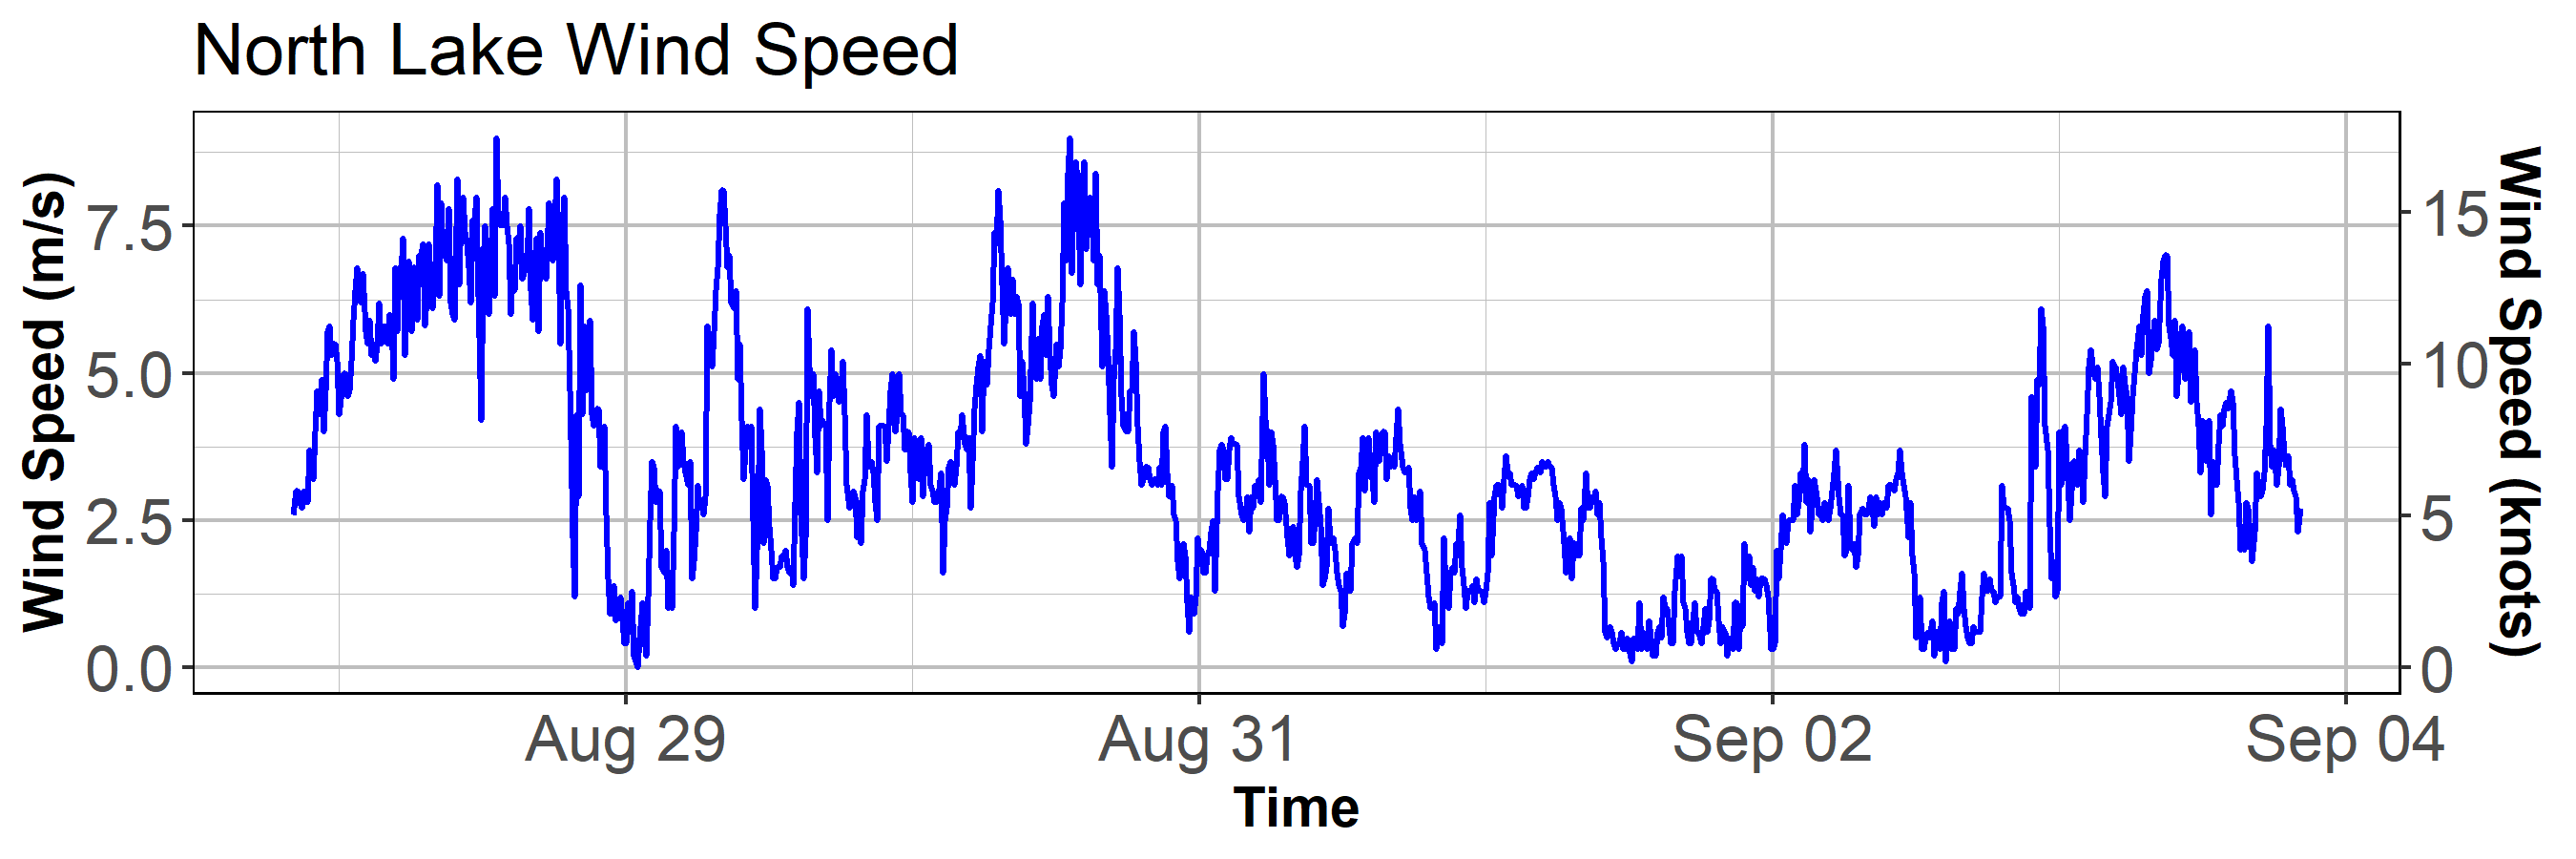 North Lake Wind Speed
Wind Speed (m/s)
7.5
5.0
2.5
0.0
15
10
5
0
Wind Speed (knots)
Aug 29
Aug 31
Sep 02
Sep 04
Time